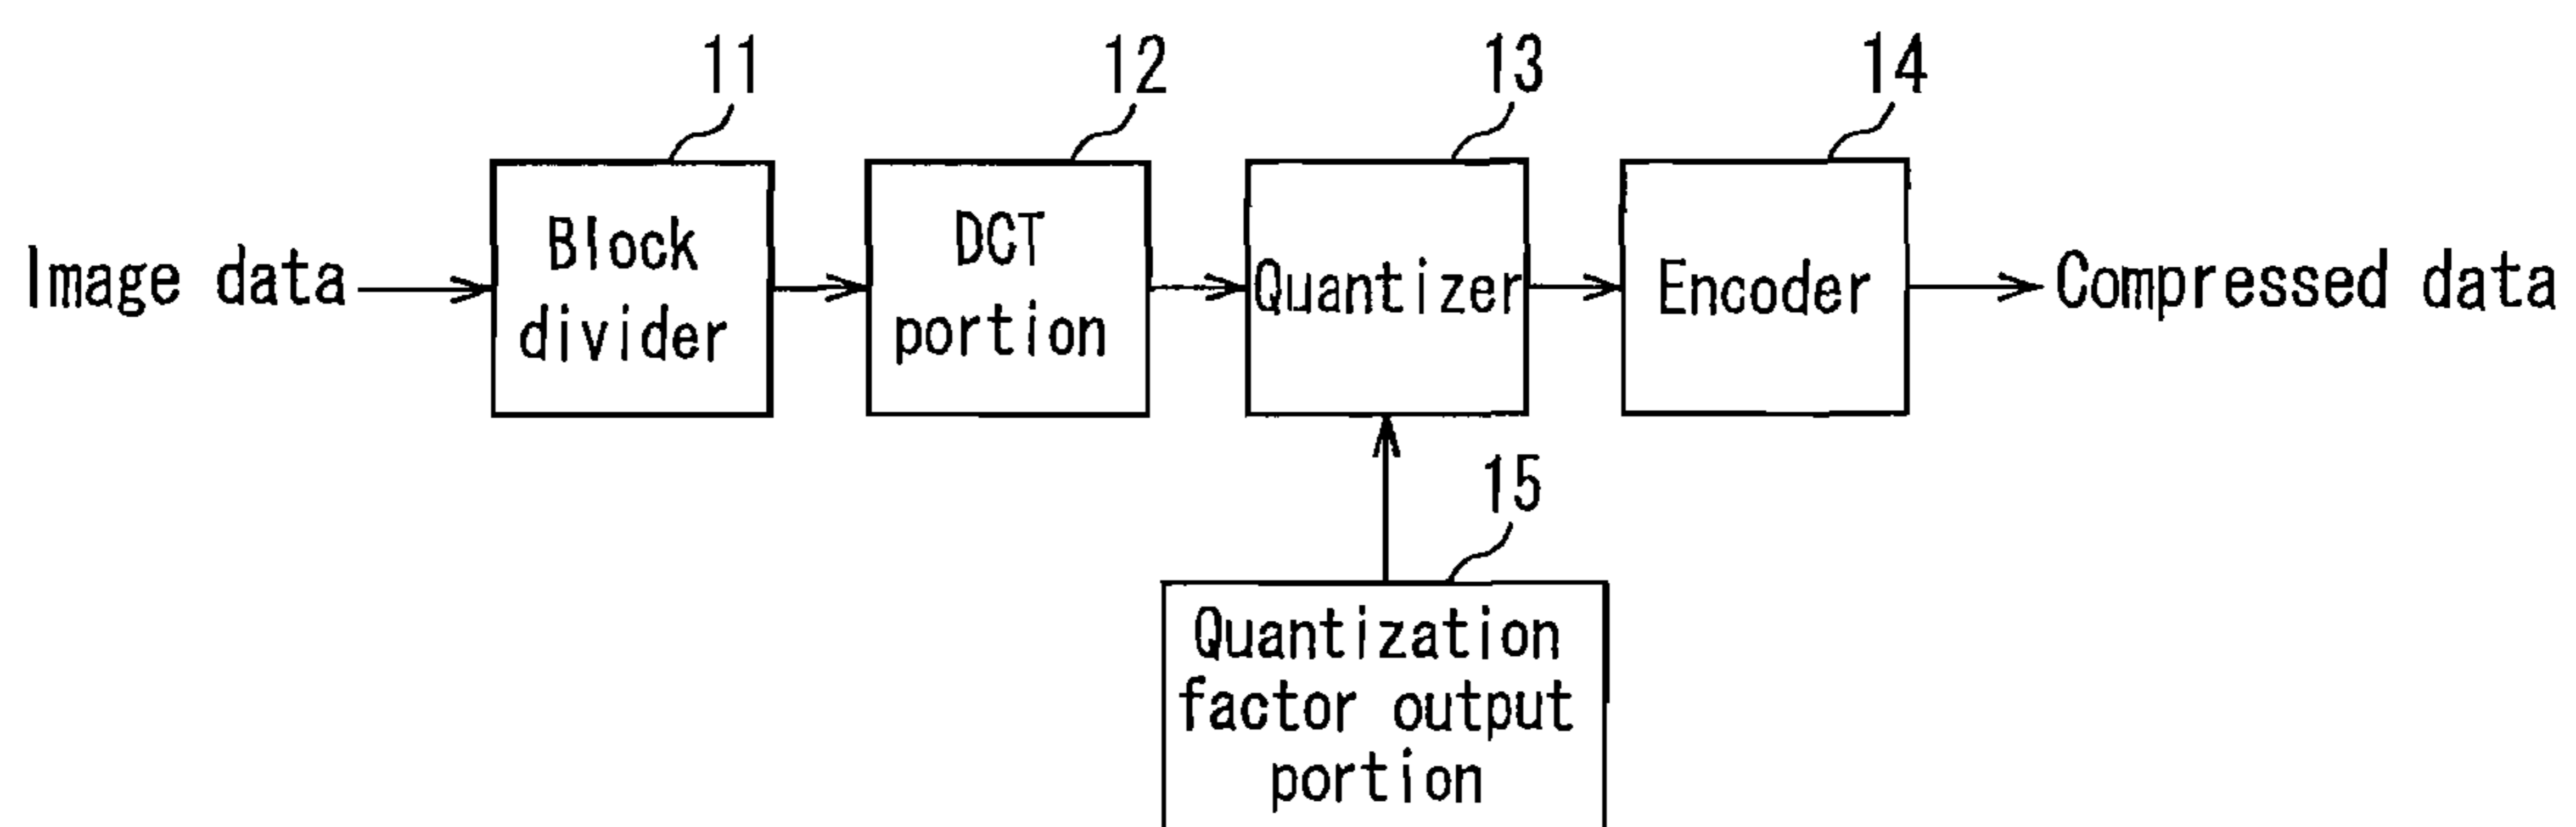 11
12
13
14
Image data
Block
divider
DCT
portion
Quantizer
Encoder
Compressed data
15
Quantization
factor output
portion